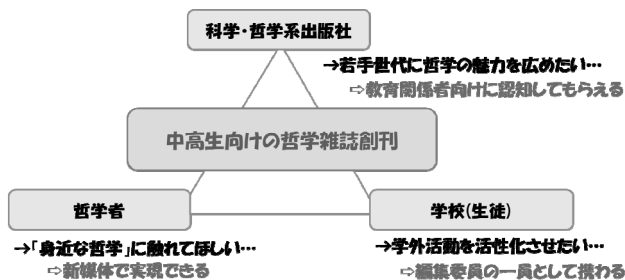 科学・哲学系出版社
→若手世代に哲学の魅力を広めたい…
⇨教育関係者向けに認知してもらえる
中高生向けの哲学雑誌創刊
哲学者
学校(生徒)
→「身近な哲学」に触れてほしい…
⇨新媒体で実現できる
→学外活動を活性化させたい…
⇨編集委員の一員として携わる